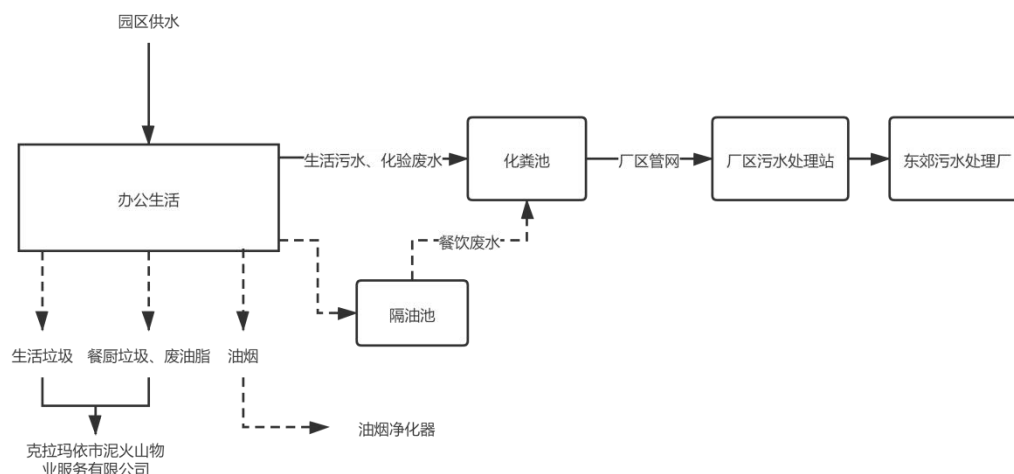 园区供水
办公生活
生活污水、化验废水
化粪池
厂区管网
厂区污水处理站
东郊污水处理厂
餐饮废水
隔油池
生活垃圾
餐厨垃圾、废油脂
油烟
油烟净化器
克拉玛依市泥火山物
业服务有限公司